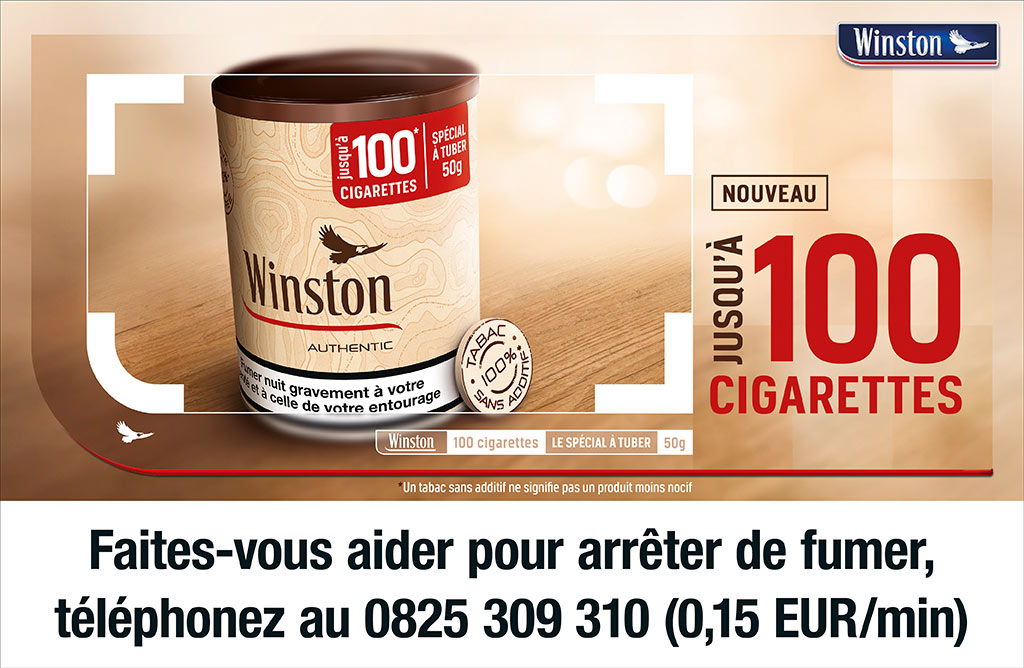 Winston
jusqu'à 100* CIGARETTES
SPÉCIAL
À TUBER
50g
NOUVEAU
JUSQU'À 100
CIGARETTES
Winston
AUTHENTIC
TABAC
100%*
SANS ADDITIF
Fumer nuit gravement à votre
et à celle de votre entourage
Winston 100 cigarettes LE SPÉCIAL À TUBER 50g
*Un tabac sans additif ne signifie pas un produit moins nocif
Faites-vous aider pour arrêter de fumer,
téléphonez au 0825 309 310 (0,15 EUR/min)